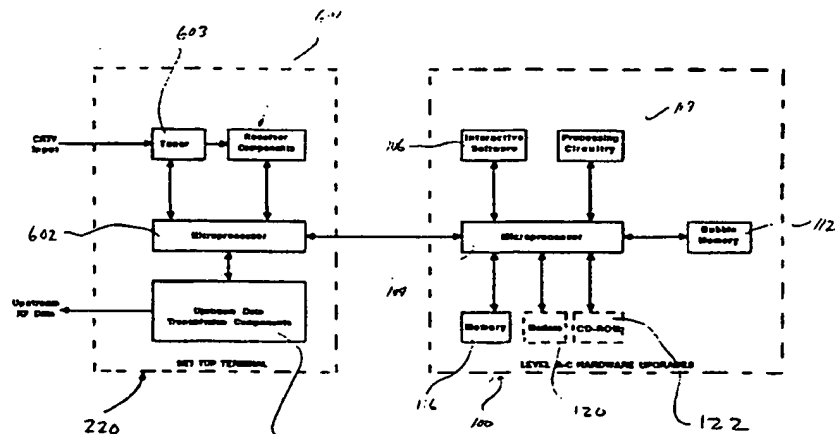 603
CATV
Input
Tuner
Receiver
Components
602
Microprocessor
Upstream Data
Transmission Components
Upstream
RF Data
SET TOP TERMINAL
220
106
Interactive
Software
Processing
Circuitry
Microprocessor
Bubble
Memory
112
Memory
Modem
CD-ROM
LEVEL A-C HARDWARE UPGRADES
116
100
120
122